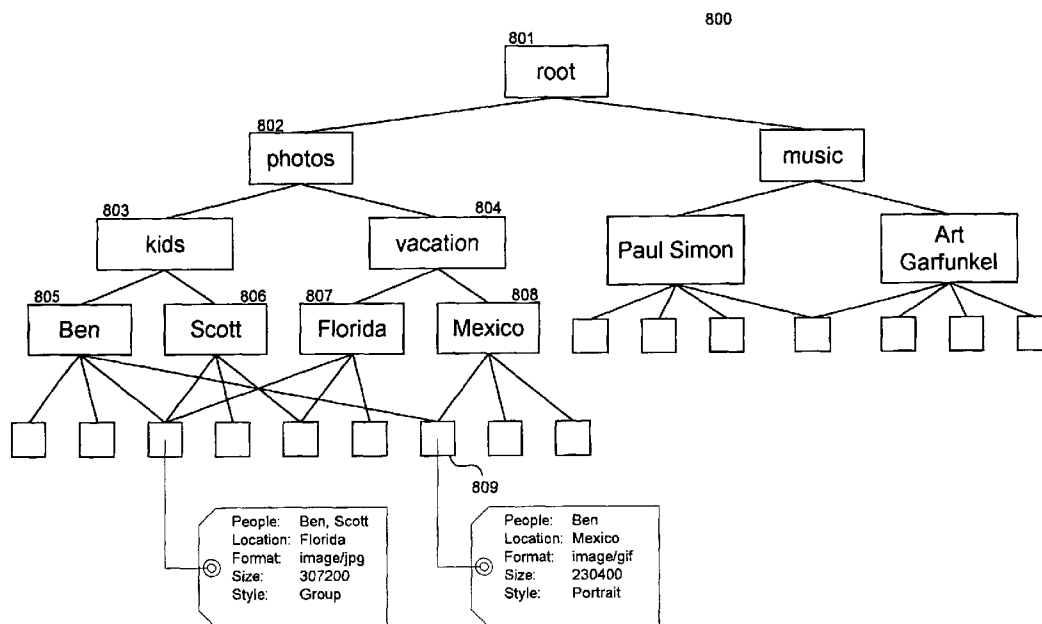 800
801
root
802
photos
music
803
kids
804
vacation
Paul Simon
Art
Garfunkel
805
Ben
806
Scott
807
Florida
808
Mexico
809
People: Ben, Scott
Location: Florida
Format: image/jpg
Size: 307200
Style: Group
People: Ben
Location: Mexico
Format: image/gif
Size: 230400
Style: Portrait